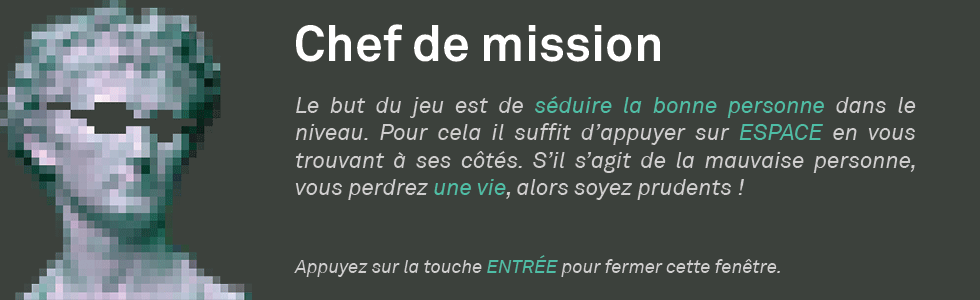 Chef de mission
Le but du jeu est de séduire la bonne personne dans le
niveau. Pour cela il suffit d’appuyer sur ESPACE en vous
trouvant à ses côtés. S’il s’agit de la mauvaise personne,
vous perdrez une vie, alors soyez prudents !
Appuyez sur la touche ENTRÉE pour fermer cette fenêtre.